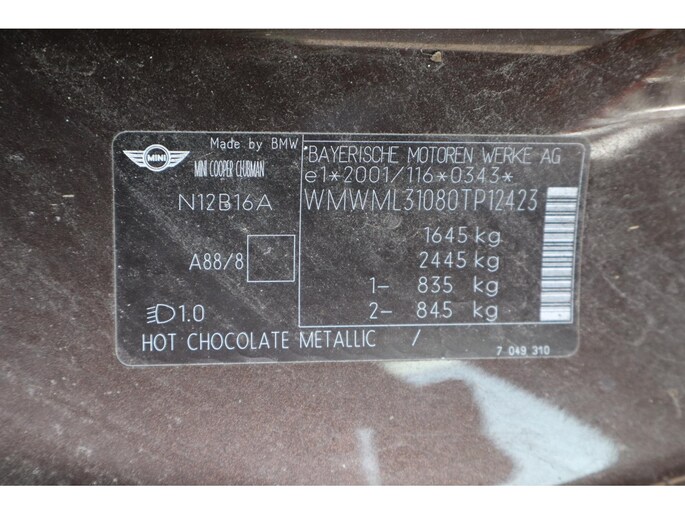 Made by BMW
MINI
MINI COOPER CLUBMAN
N12B16A
A88/8
1.0
BAYERISCHE MOTOREN WERKE AG
e1*2001/116*0343*
WMWML31080TP12423
1645 kg
2445 kg
1- 835 kg
2- 845 kg
HOT CHOCOLATE METALLIC /
7 049 310